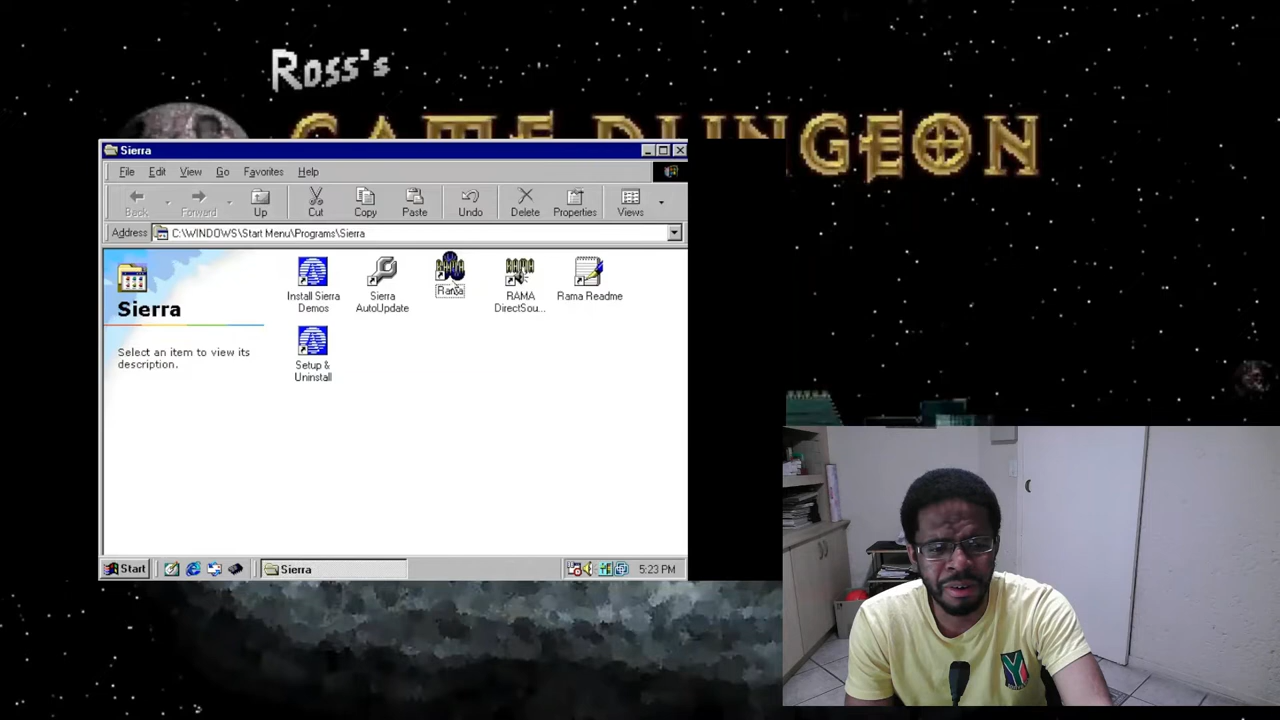 Ross's
GAME DUNGEON
Sierra
File Edit View Go Favorites Help
Back Forward Up Cut Copy Paste Undo Delete Properties Views
Address C:\WINDOWS\Start Menu\Programs\Sierra
Sierra
Select an item to view its
description.
Install Sierra
Demos
Sierra
AutoUpdate
RAMA
Rama
RAMA
RAMA
DirectSou...
Rama Readme
Setup &
Uninstall
Start Sierra 5:23 PM